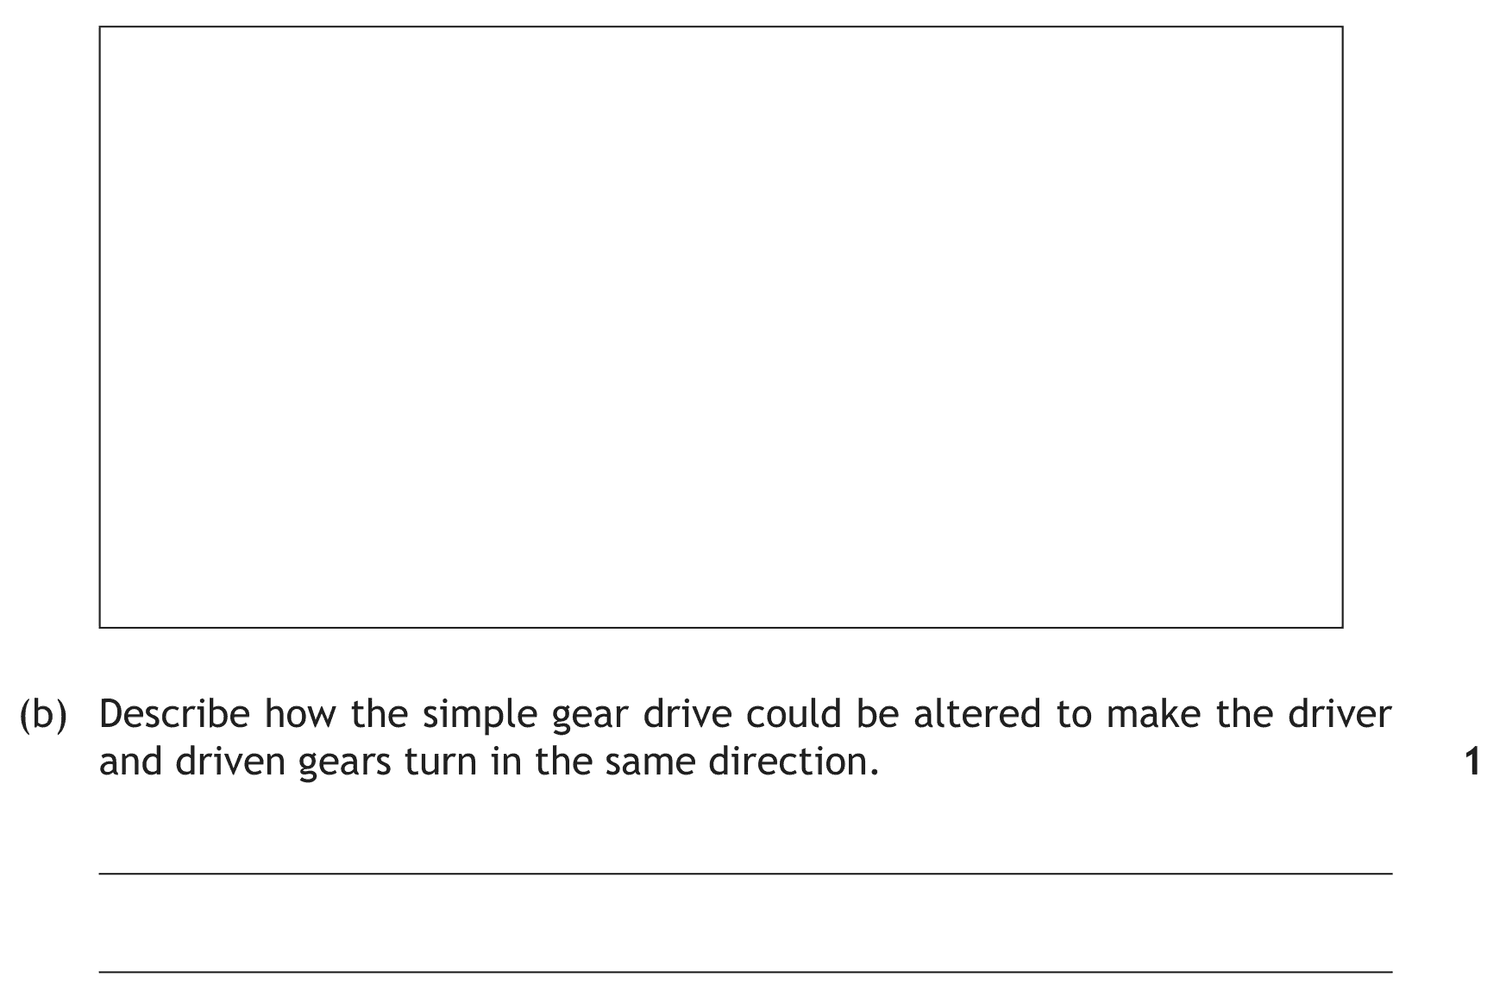 (b) Describe how the simple gear drive could be altered to make the driver
and driven gears turn in the same direction. 1